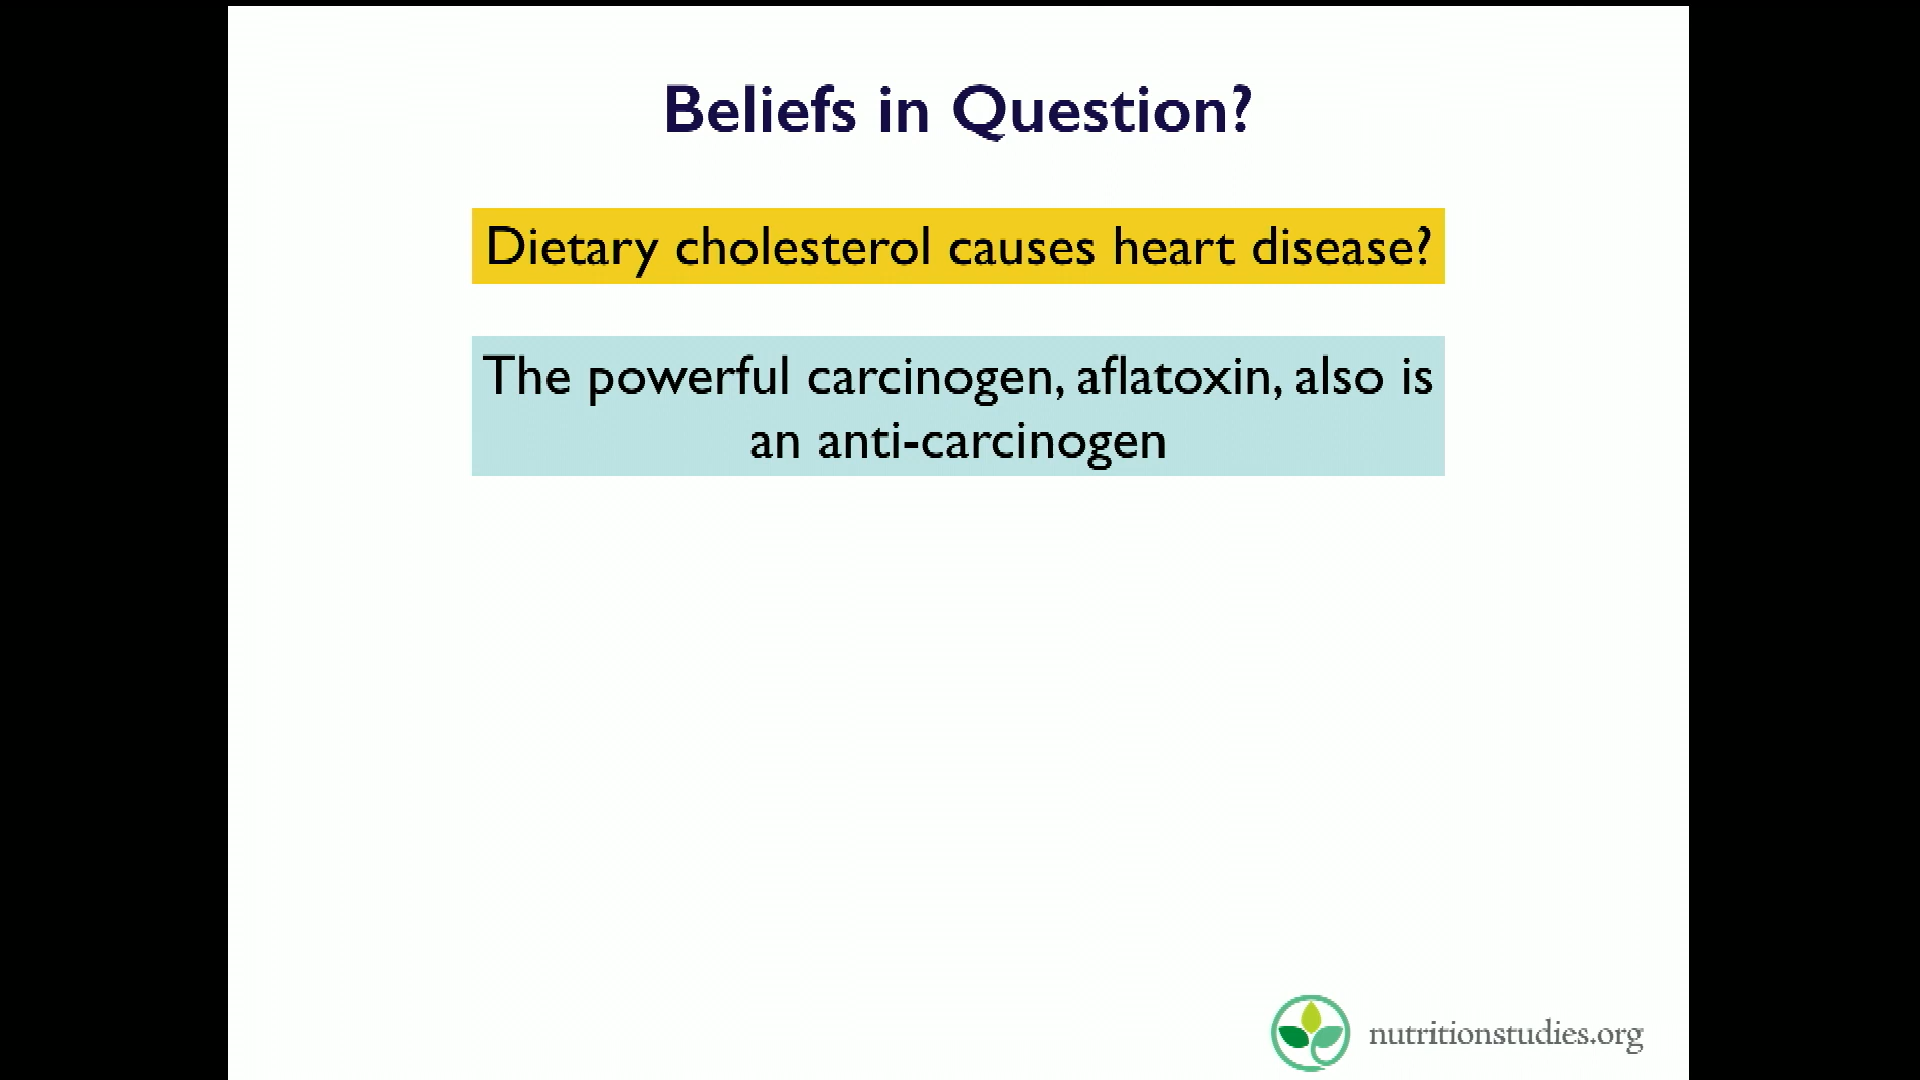 Beliefs in Question?
Dietary cholesterol causes heart disease?
The powerful carcinogen, aflatoxin, also is
an anti-carcinogen
nutritionstudies.org